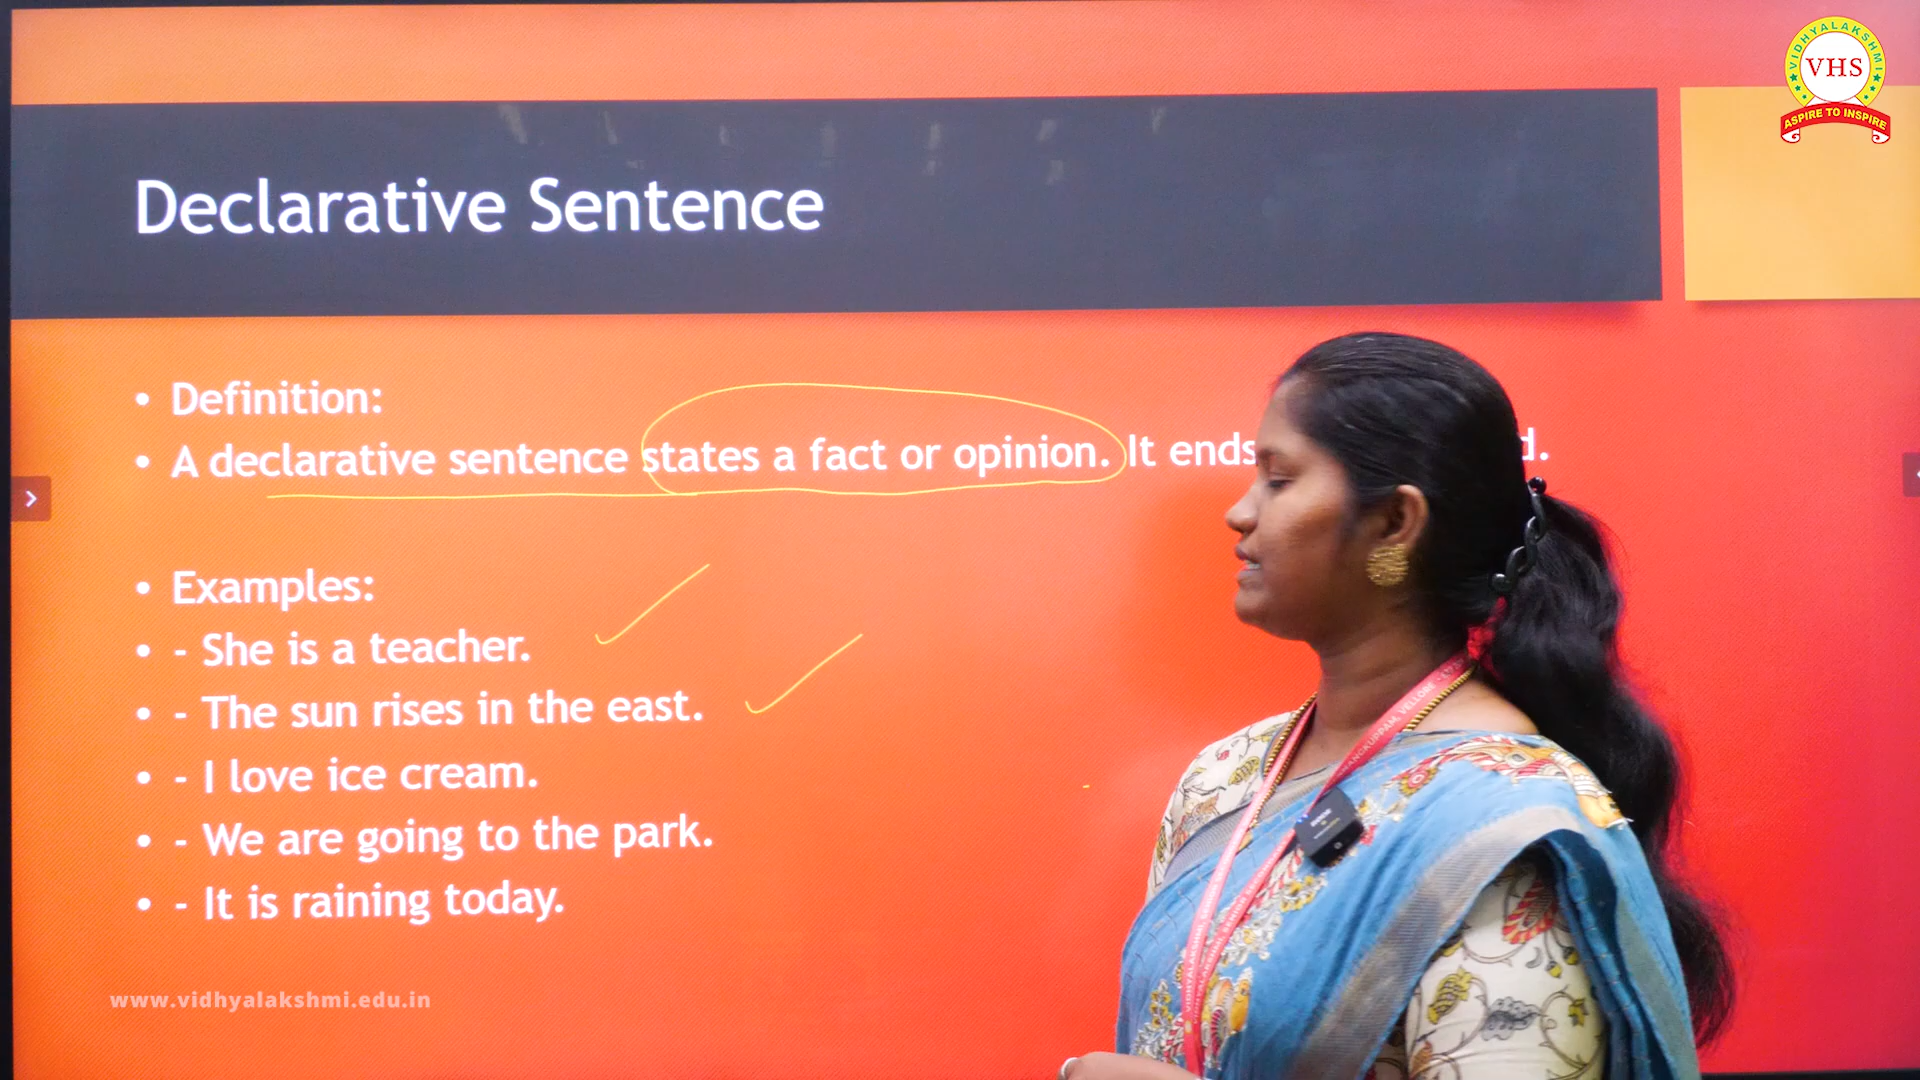 VIDHYALAKSHMI
VHS
ASPIRE TO INSPIRE
Declarative Sentence
• Definition:
• A declarative sentence states a fact or opinion. It ends d.
• Examples:
• - She is a teacher.
• - The sun rises in the east.
• - I love ice cream.
• - We are going to the park.
• - It is raining today.
www.vidhyalakshmi.edu.in